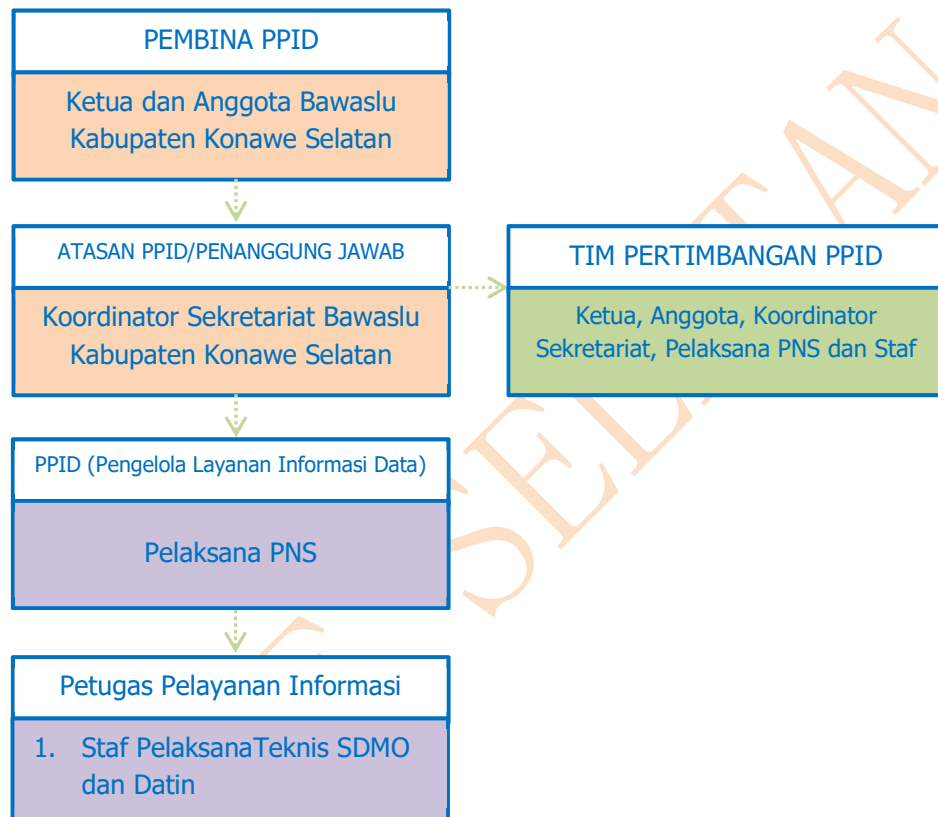 PEMBINA PPID
Ketua dan Anggota Bawaslu
Kabupaten Konawe Selatan
ATASAN PPID/PENANGGUNG JAWAB
Koordinator Sekretariat Bawaslu
Kabupaten Konawe Selatan
TIM PERTIMBANGAN PPID
Ketua, Anggota, Koordinator
Sekretariat, Pelaksana PNS dan Staf
PPID (Pengelola Layanan Informasi Data)
Pelaksana PNS
Petugas Pelayanan Informasi
1. Staf PelaksanaTeknis SDMO
dan Datin